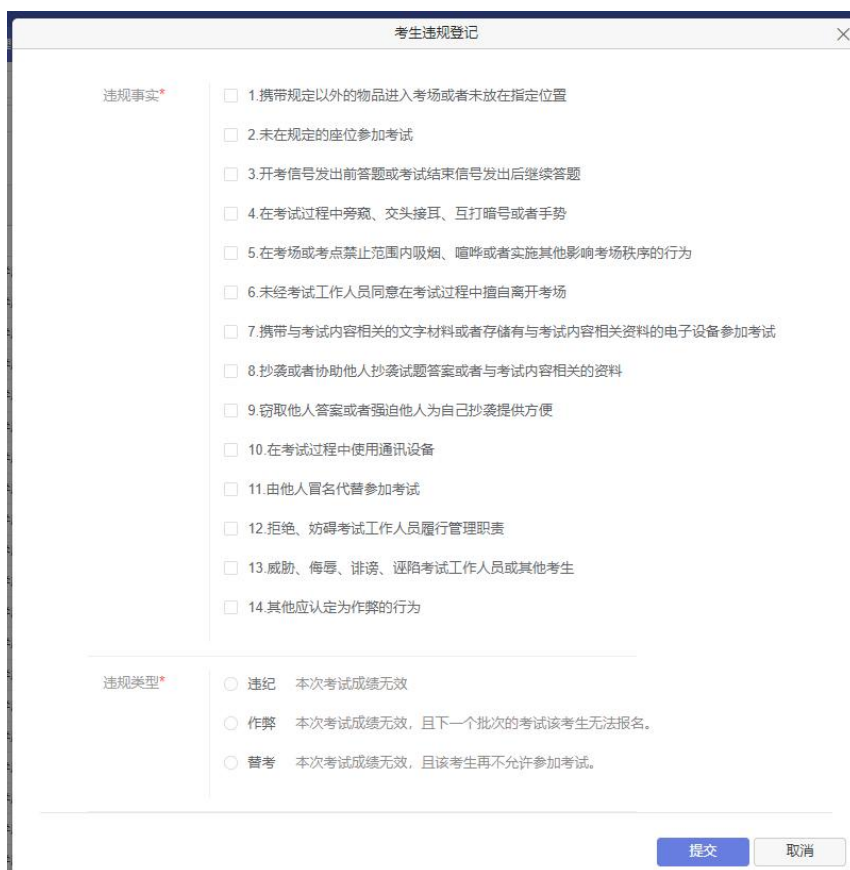 考生违规登记
违规事实*
1.携带规定以外的物品进入考场或者未放在指定位置
2.未在规定的座位参加考试
3.开考信号发出前答题或考试结束信号发出后继续答题
4.在考试过程中旁窥、交头接耳、互打暗号或者手势
5.在考场或考点禁止范围内吸烟、喧哗或者实施其他影响考场秩序的行为
6.未经考试工作人员同意在考试过程中擅自离开考场
7.携带与考试内容相关的文字材料或者存储有与考试内容相关资料的电子设备参加考试
8.抄袭或者协助他人抄袭试题答案或者与考试内容相关的资料
9.窃取他人答案或者强迫他人为自己抄袭提供方便
10.在考试过程中使用通讯设备
11.由他人冒名代替参加考试
12.拒绝、妨碍考试工作人员履行管理职责
13.威胁、侮辱、诽谤、诬陷考试工作人员或其他考生
14.其他应认定为作弊的行为
违规类型*
违纪 本次考试成绩无效
作弊 本次考试成绩无效，且下一个批次的考试该考生无法报名。
替考 本次考试成绩无效，且该考生再不允许参加考试。
提交 取消